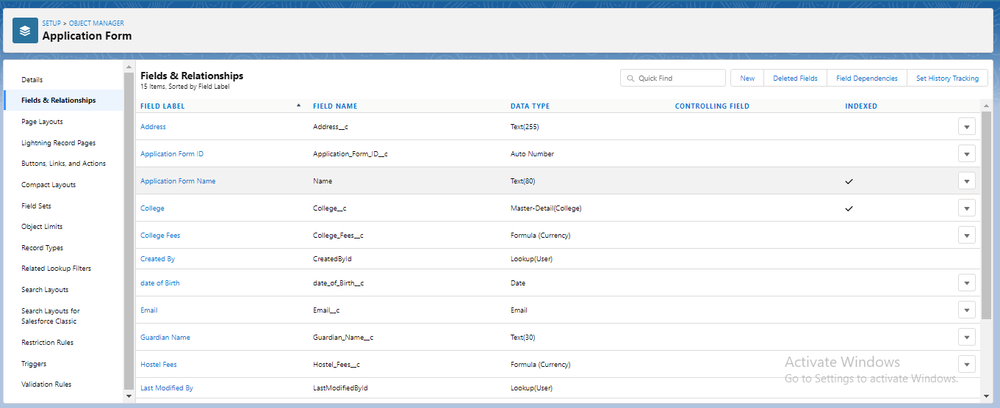 SETUP > OBJECT MANAGER
Application Form
Details
Fields & Relationships
Page Layouts
Lightning Record Pages
Buttons, Links, and Actions
Compact Layouts
Field Sets
Object Limits
Record Types
Related Lookup Filters
Search Layouts
Search Layouts for
Salesforce Classic
Restriction Rules
Triggers
Validation Rules
Fields & Relationships
15 Items, Sorted by Field Label
Quick Find
New
Deleted Fields
Field Dependencies
Set History Tracking
FIELD LABEL FIELD NAME DATA TYPE CONTROLLING FIELD INDEXED
Address Address__c Text(255)
Application Form ID Application_Form_ID__c Auto Number
Application Form Name Name Text(80)
College College__c Master-Detail(College)
College Fees College_Fees__c Formula (Currency)
Created By CreatedById Lookup(User)
date of Birth date_of_Birth__c Date
Email Email__c Email
Guardian Name Guardian_Name__c Text(30)
Hostel Fees Hostel_Fees__c Formula (Currency)
Last Modified By LastModifiedById Lookup(User)
Activate Windows
Go to Settings to activate Windows.